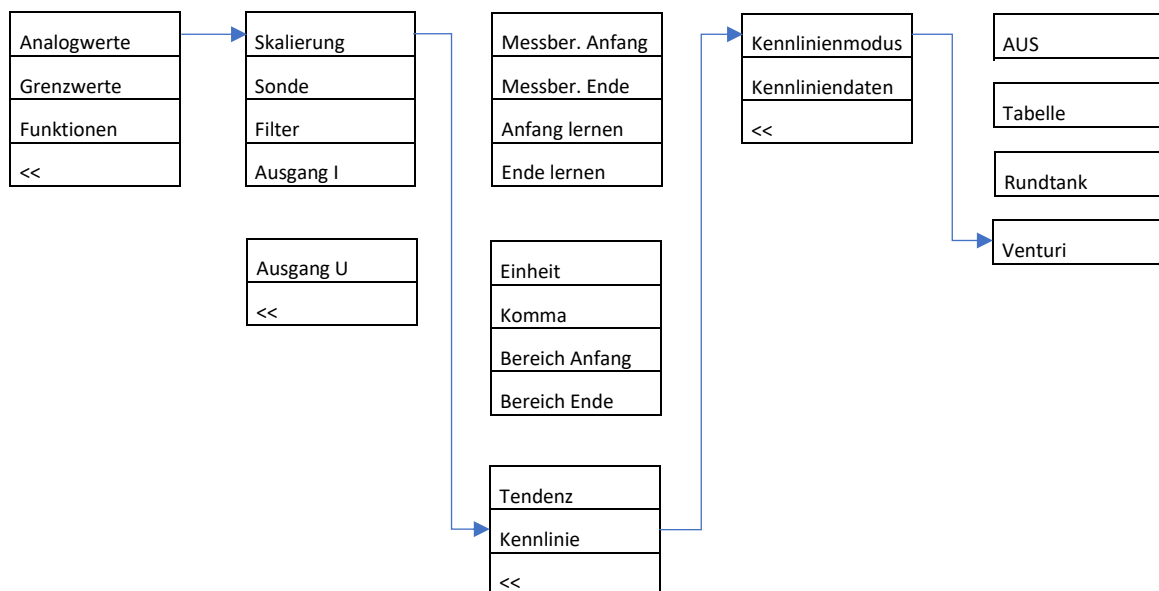 Analogwerte
Grenzwerte
Funktionen
<<
Skalierung
Sonde
Filter
Ausgang I
Ausgang U
<<
Messber. Anfang
Messber. Ende
Anfang lernen
Ende lernen
Einheit
Komma
Bereich Anfang
Bereich Ende
Tendenz
Kennlinie
<<
Kennlinienmodus
Kennliniendaten
<<
AUS
Tabelle
Rundtank
Venturi